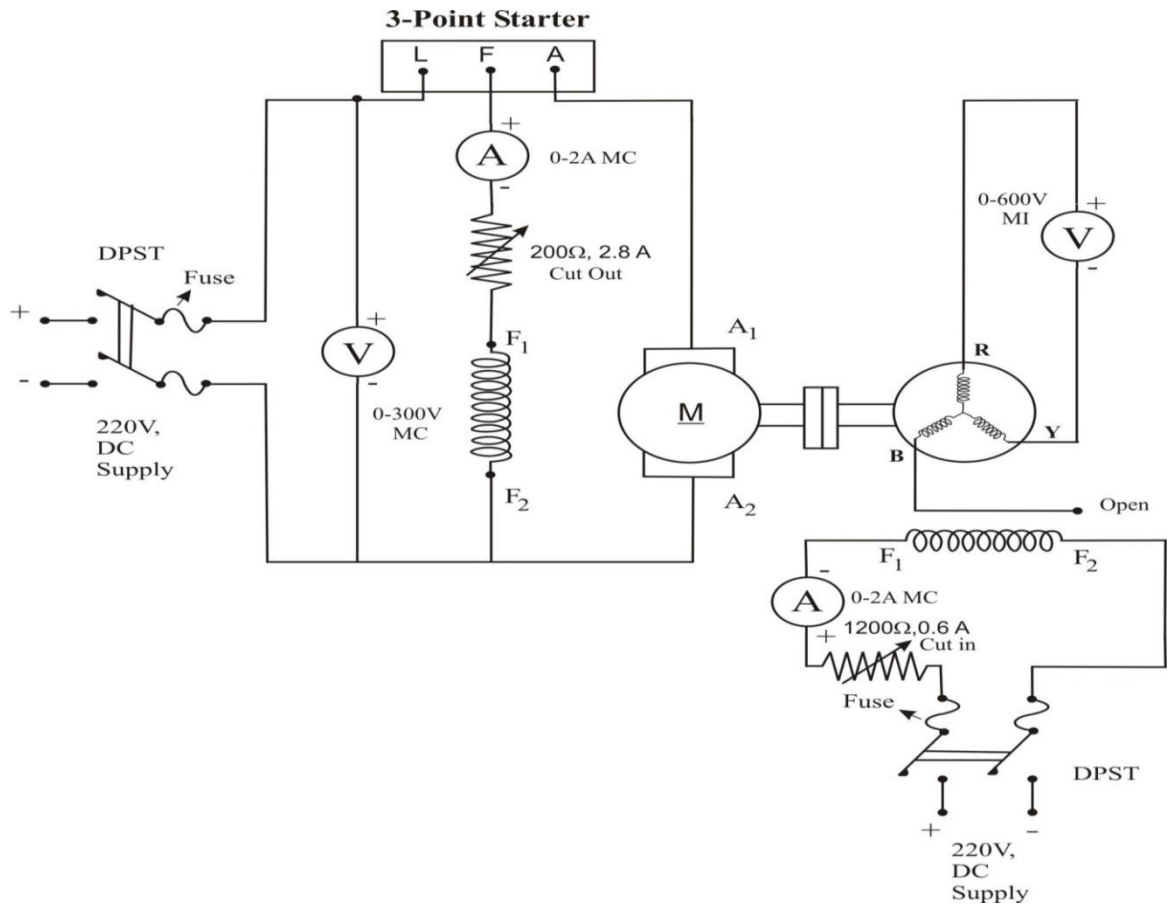 3-Point Starter
L F A
+
A
0-2A MC
-
200Ω, 2.8 A
Cut Out
DPST
Fuse
+
-
220V,
DC
Supply
+
V
-
0-300V
MC
F1
F2
A1
M
A2
R
Y
B
0-600V
MI
+
V
-
Open
F1
F2
-
A
0-2A MC
+
1200Ω,0.6 A
Cut in
Fuse
DPST
+
-
220V,
DC
Supply